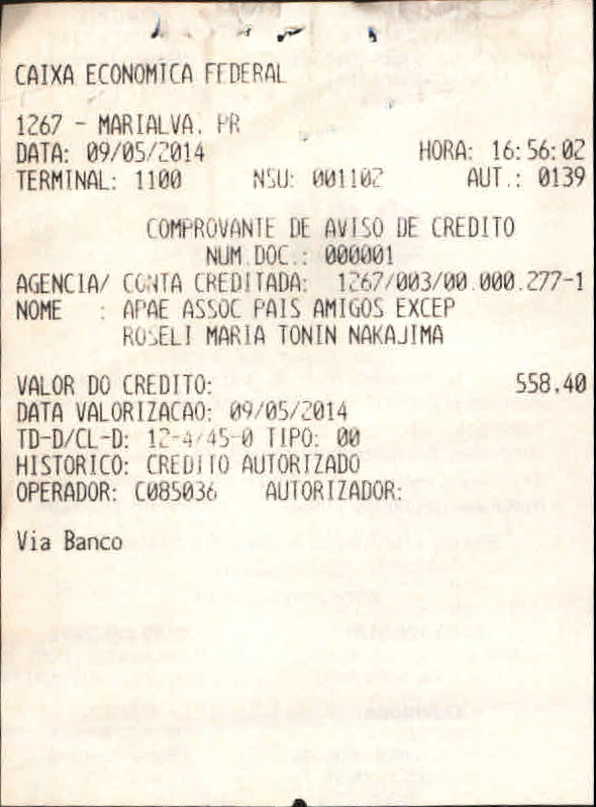 CAIXA ECONOMICA FEDERAL
1267 - MARIALVA, PR
DATA: 09/05/2014 HORA: 16:56:02
TERMINAL: 1100 NSU: 001102 AUT.: 0139
COMPROVANTE DE AVISO DE CREDITO
NUM.DOC.: 000001
AGENCIA/ CONTA CREDITADA: 1267/003/00.000.277-1
NOME : APAE ASSOC PAIS AMIGOS EXCEP
ROSELI MARIA TONIN NAKAJIMA
VALOR DO CREDITO: 558,40
DATA VALORIZACAO: 09/05/2014
TD-D/CL-D: 12-4/45-0 TIPO: 00
HISTORICO: CREDITO AUTORIZADO
OPERADOR: C085036 AUTORIZADOR:
Via Banco